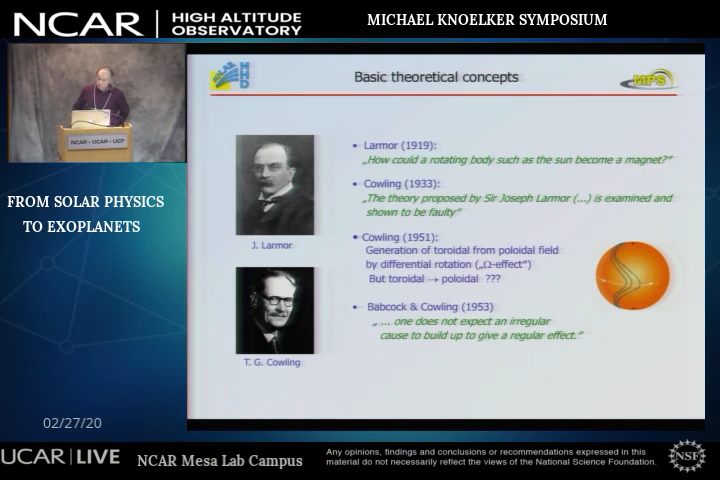 NCAR
HIGH ALTITUDE
OBSERVATORY
MICHAEL KNOELKER SYMPOSIUM
MHD
Basic theoretical concepts
MPS
NCAR - UCAR - UCP
FROM SOLAR PHYSICS
TO EXOPLANETS
J. Larmor
T. G. Cowling
• Larmor (1919):
„How could a rotating body such as the sun become a magnet?“
• Cowling (1933):
„The theory proposed by Sir Joseph Larmor (...) is examined and
shown to be faulty“
• Cowling (1951):
Generation of toroidal from poloidal field
by differential rotation („Ω-effect“)
But toroidal → poloidal ???
• Babcock & Cowling (1953)
„ ... one does not expect an irregular
cause to build up to give a regular effect.“
02/27/20
UCAR LIVE
NCAR Mesa Lab Campus
Any opinions, findings and conclusions or recommendations expressed in this
material do not necessarily reflect the views of the National Science Foundation.
NSF